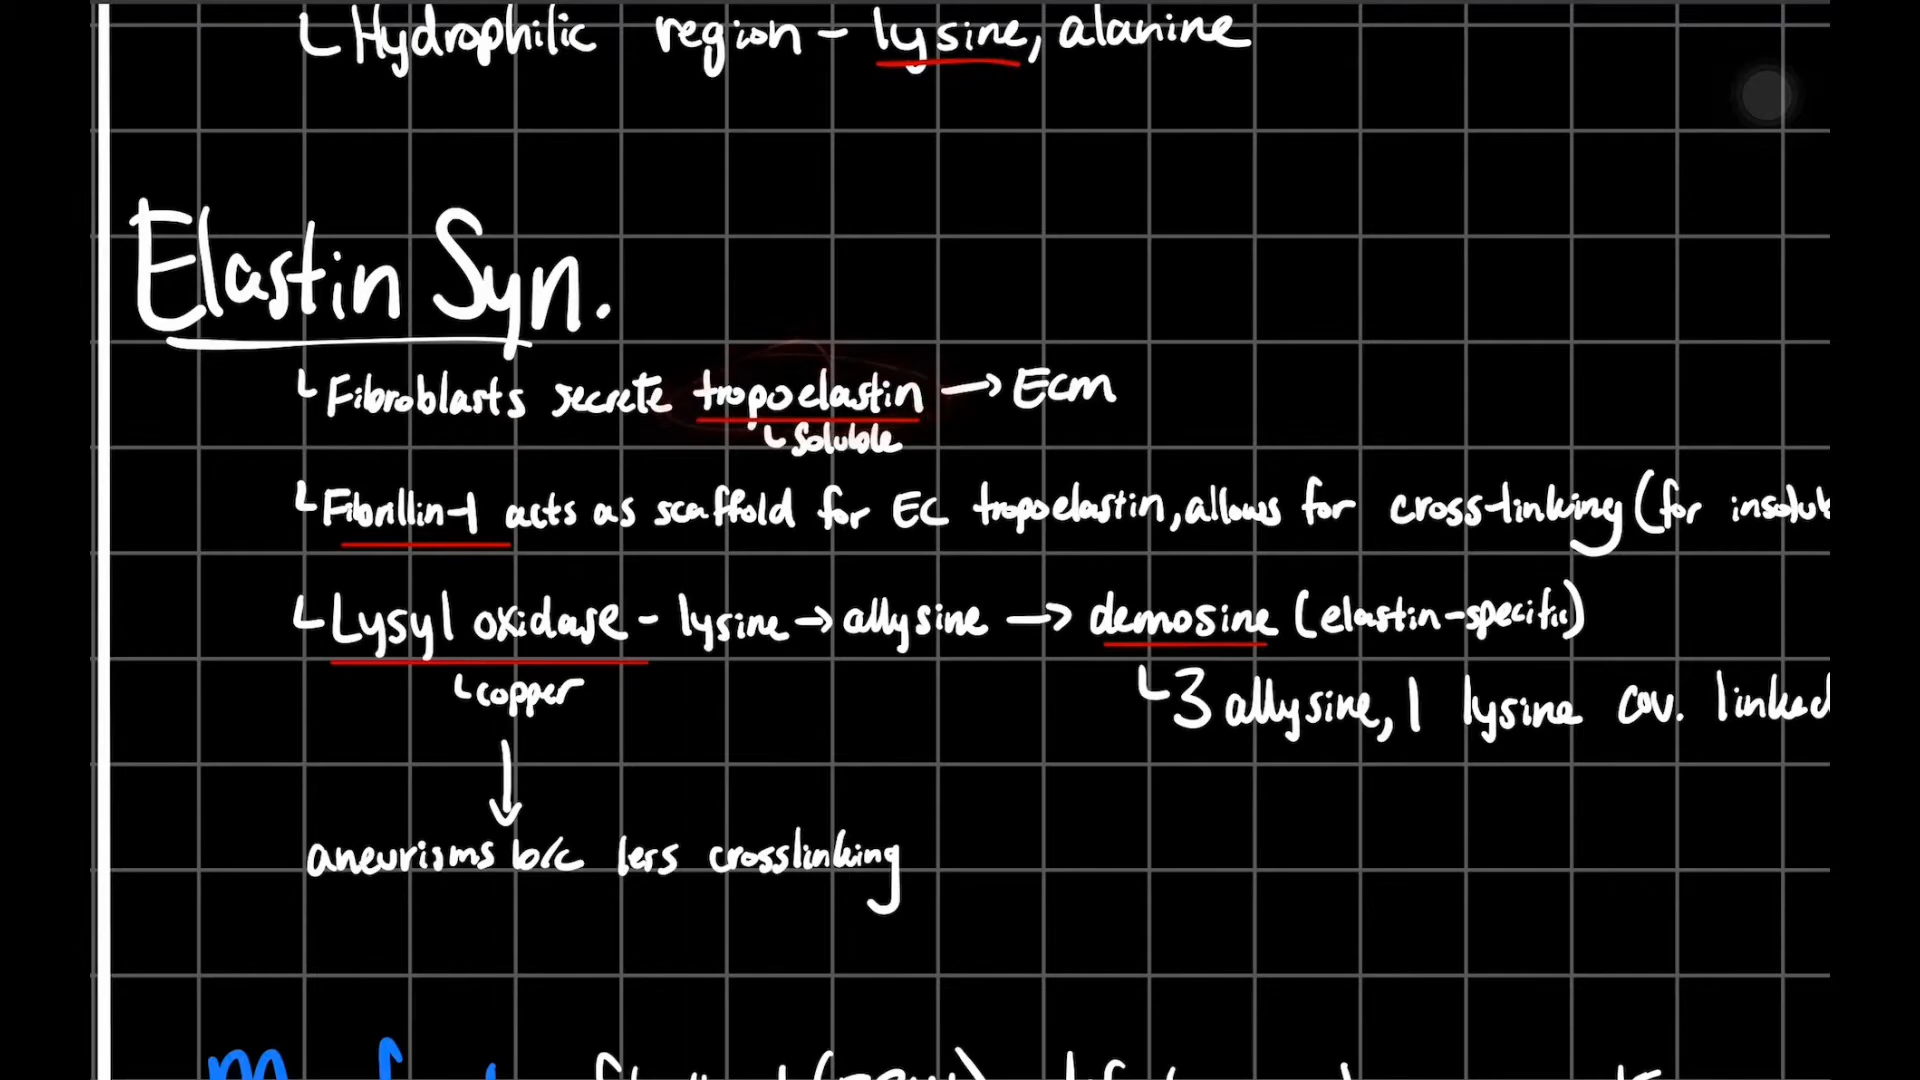 └ Hydrophilic region - lysine, alanine
Elastin Syn.
└ Fibroblasts secrete tropoelastin → ECM
└ Soluble
└ Fibrillin-1 acts as scaffold for EC tropoelastin, allows for cross-linking (for insolub
└ Lysyl oxidase - lysine → allysine → demosine (elastin-specific)
└ copper
└ 3 allysine, 1 lysine cov. linked
↓
aneurisms b/c less crosslinking